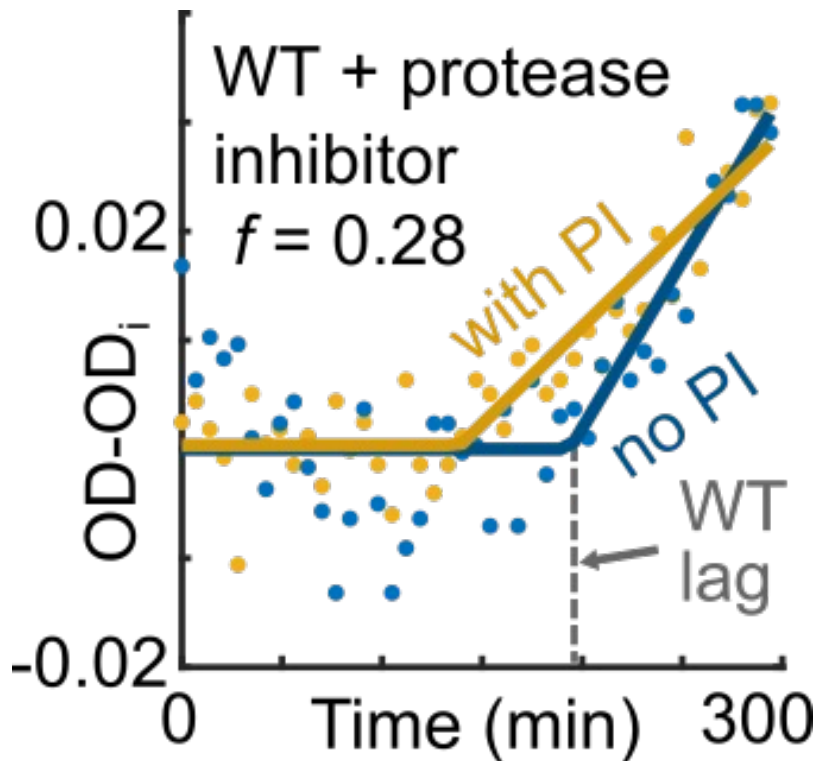 WT + protease
inhibitor
f = 0.28
0.02
with PI
OD-ODi
no PI
WT
lag
-0.02
0
Time (min)
300